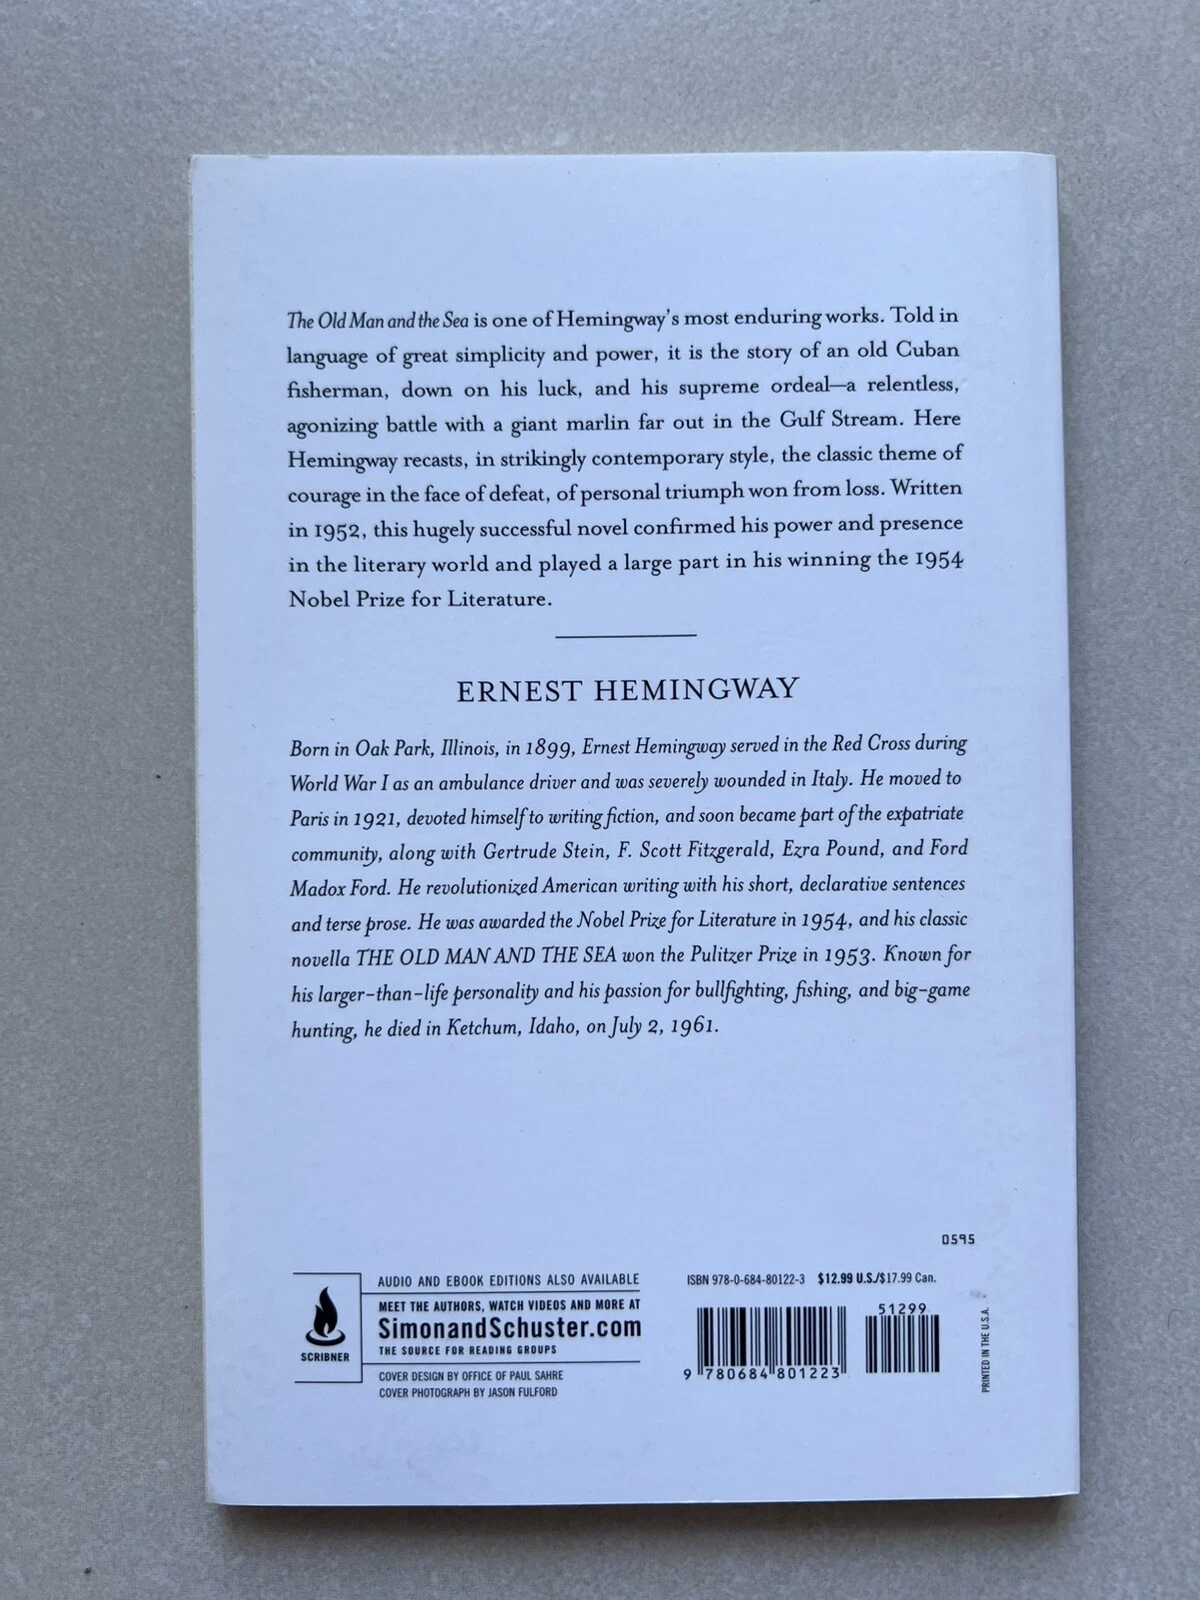 The Old Man and the Sea is one of Hemingway's most enduring works. Told in
language of great simplicity and power, it is the story of an old Cuban
fisherman, down on his luck, and his supreme ordeal—a relentless,
agonizing battle with a giant marlin far out in the Gulf Stream. Here
Hemingway recasts, in strikingly contemporary style, the classic theme of
courage in the face of defeat, of personal triumph won from loss. Written
in 1952, this hugely successful novel confirmed his power and presence
in the literary world and played a large part in his winning the 1954
Nobel Prize for Literature.
ERNEST HEMINGWAY
Born in Oak Park, Illinois, in 1899, Ernest Hemingway served in the Red Cross during
World War I as an ambulance driver and was severely wounded in Italy. He moved to
Paris in 1921, devoted himself to writing fiction, and soon became part of the expatriate
community, along with Gertrude Stein, F. Scott Fitzgerald, Ezra Pound, and Ford
Madox Ford. He revolutionized American writing with his short, declarative sentences
and terse prose. He was awarded the Nobel Prize for Literature in 1954, and his classic
novella THE OLD MAN AND THE SEA won the Pulitzer Prize in 1953. Known for
his larger-than-life personality and his passion for bullfighting, fishing, and big-game
hunting, he died in Ketchum, Idaho, on July 2, 1961.
0595
SCRIBNER
AUDIO AND EBOOK EDITIONS ALSO AVAILABLE
MEET THE AUTHORS, WATCH VIDEOS AND MORE AT
SimonandSchuster.com
THE SOURCE FOR READING GROUPS
COVER DESIGN BY OFFICE OF PAUL SAHRE
COVER PHOTOGRAPH BY JASON FULFORD
ISBN 978-0-684-80122-3 $12.99 U.S./$17.99 Can.
51299
9 780684 801223
PRINTED IN THE U.S.A.